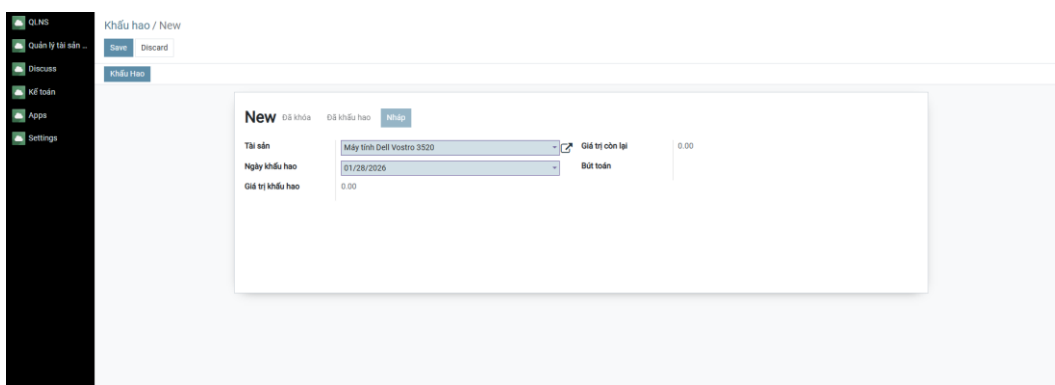 QLNS
Quản lý tài sản ...
Discuss
Kế toán
Apps
Settings
Khấu hao / New
Save Discard
Khấu Hao
New Đã khóa Đã khấu hao Nháp
Tài sản Máy tính Dell Vostro 3520 Giá trị còn lại 0.00
Ngày khấu hao 01/28/2026 Bút toán
Giá trị khấu hao 0.00